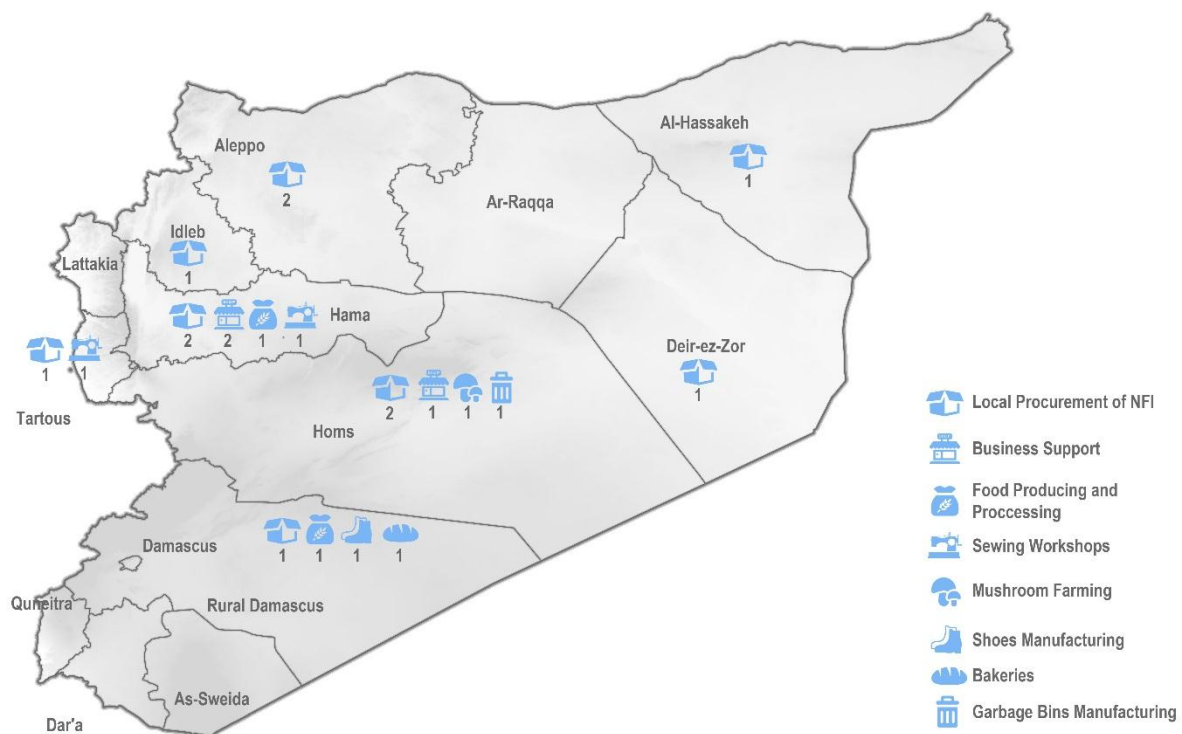 Al-Hassakeh
1
Aleppo
2
Ar-Raqqa
Idleb
1
Lattakia
Hama
2 2 1 1
Deir-ez-Zor
1
1 1
Tartous
2 1 1 1
Homs
Local Procurement of NFI
Business Support
Food Producing and
Proccessing
Sewing Workshops
Mushroom Farming
Shoes Manufacturing
Bakeries
Garbage Bins Manufacturing
1 1 1 1
Damascus
Quneitra
Rural Damascus
As-Sweida
Dar'a